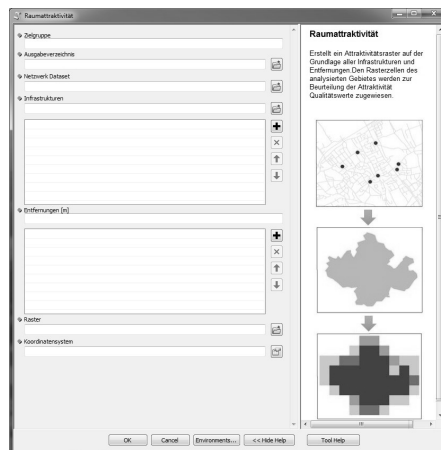 Raumattraktivität
Zielgruppe
Ausgabeverzeichnis
Netzwerk Dataset
Infrastrukturen
Entfernungen [m]
Raster
Koordinatensystem
Raumattraktivität
Erstellt ein Attraktivitätsraster auf der
Grundlage aller Infrastrukturen und
Entfernungen.Den Rasterzellen des
analysierten Gebietes werden zur
Beurteilung der Attraktivität
Qualitätswerte zugewiesen.
OK Cancel Environments... << Hide Help Tool Help